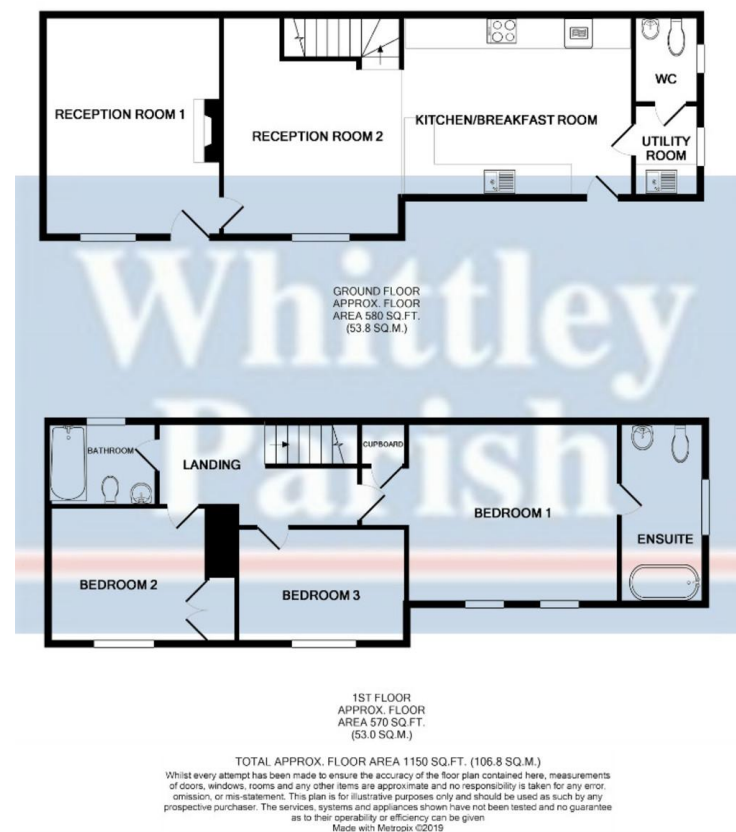 RECEPTION ROOM 1
RECEPTION ROOM 2
KITCHEN/BREAKFAST ROOM
WC
UTILITY
ROOM
GROUND FLOOR
APPROX. FLOOR
AREA 580 SQ.FT.
(53.8 SQ.M.)
Whittley
Parish
BATHROOM
LANDING
CUPBOARD
BEDROOM 1
ENSUITE
BEDROOM 2
BEDROOM 3
1ST FLOOR
APPROX. FLOOR
AREA 570 SQ.FT.
(53.0 SQ.M.)
TOTAL APPROX. FLOOR AREA 1150 SQ.FT. (106.8 SQ.M.)
Whilst every attempt has been made to ensure the accuracy of the floor plan contained here, measurements
of doors, windows, rooms and any other items are approximate and no responsibility is taken for any error,
omission, or mis-statement. This plan is for illustrative purposes only and should be used as such by any
prospective purchaser. The services, systems and appliances shown have not been tested and no guarantee
as to their operability or efficiency can be given
Made with Metropix ©2019